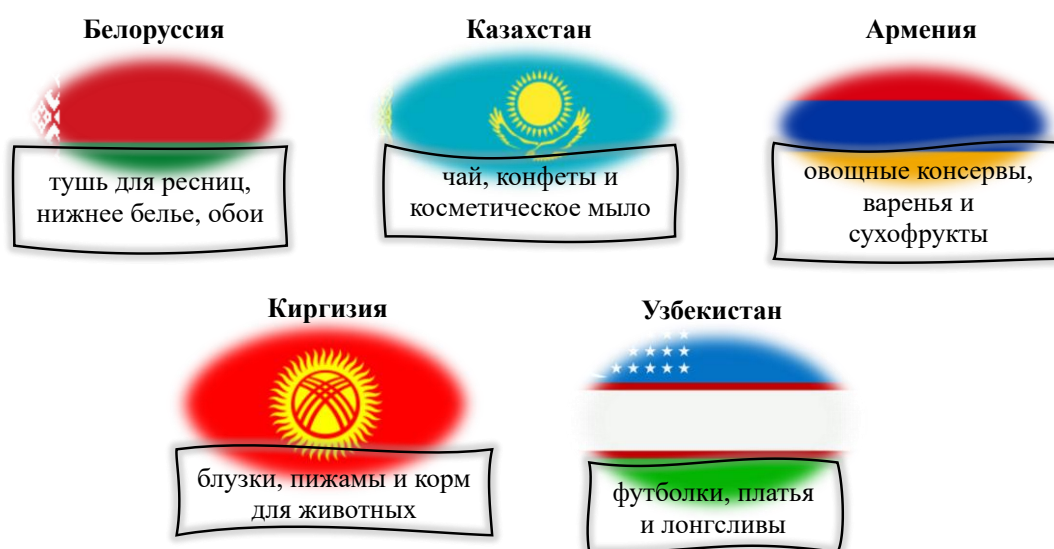 Белоруссия
Казахстан
Армения
тушь для ресниц,
нижнее белье, обои
чай, конфеты и
косметическое мыло
овощные консервы,
варенья и
сухофрукты
Киргизия
Узбекистан
блузки, пижамы и корм
для животных
футболки, платья
и лонгсливы